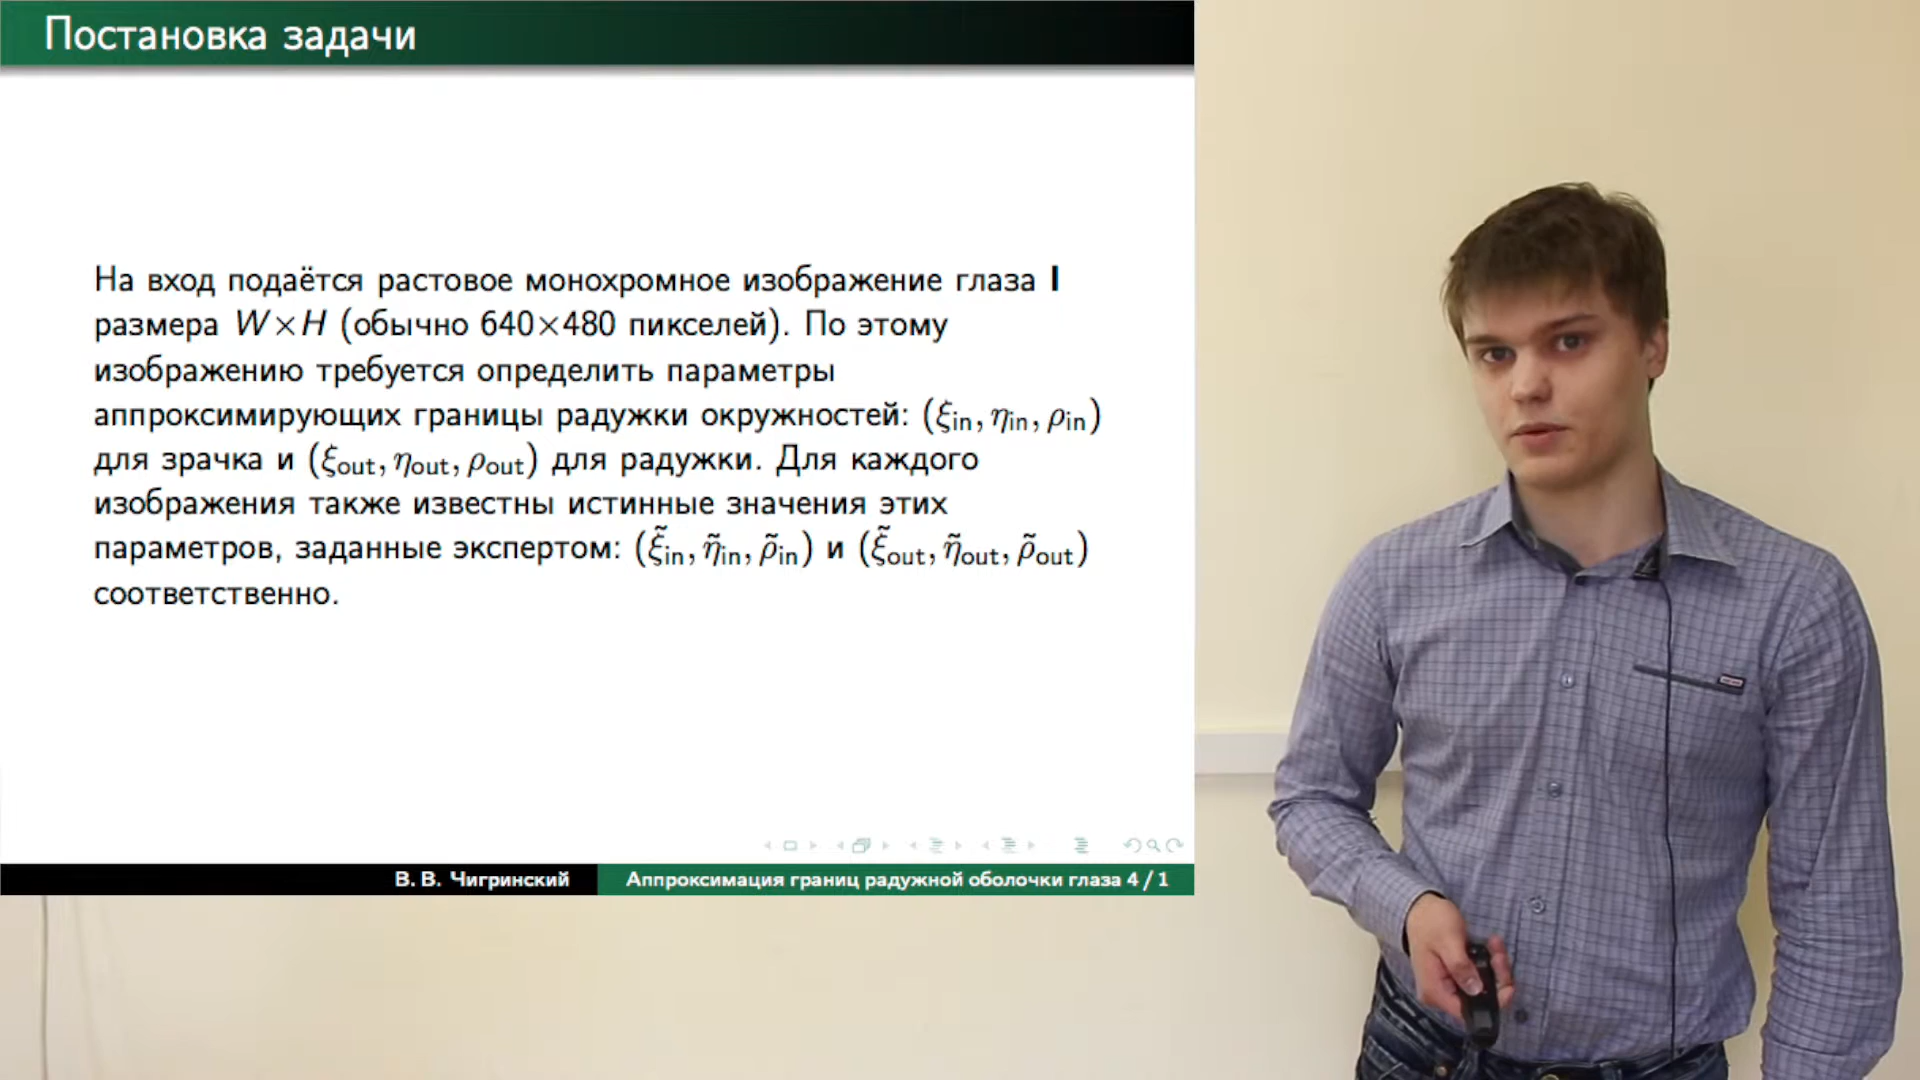 Постановка задачи
На вход подаётся растовое монохромное изображение глаза I
размера W×H (обычно 640×480 пикселей). По этому
изображению требуется определить параметры
аппроксимирующих границы радужки окружностей: (ξin, ηin, ρin)
для зрачка и (ξout, ηout, ρout) для радужки. Для каждого
изображения также известны истинные значения этих
параметров, заданные экспертом: (ξ̃in, η̃in, ρ̃in) и (ξ̃out, η̃out, ρ̃out)
соответственно.
В. В. Чигринский
Аппроксимация границ радужной оболочки глаза 4 / 1